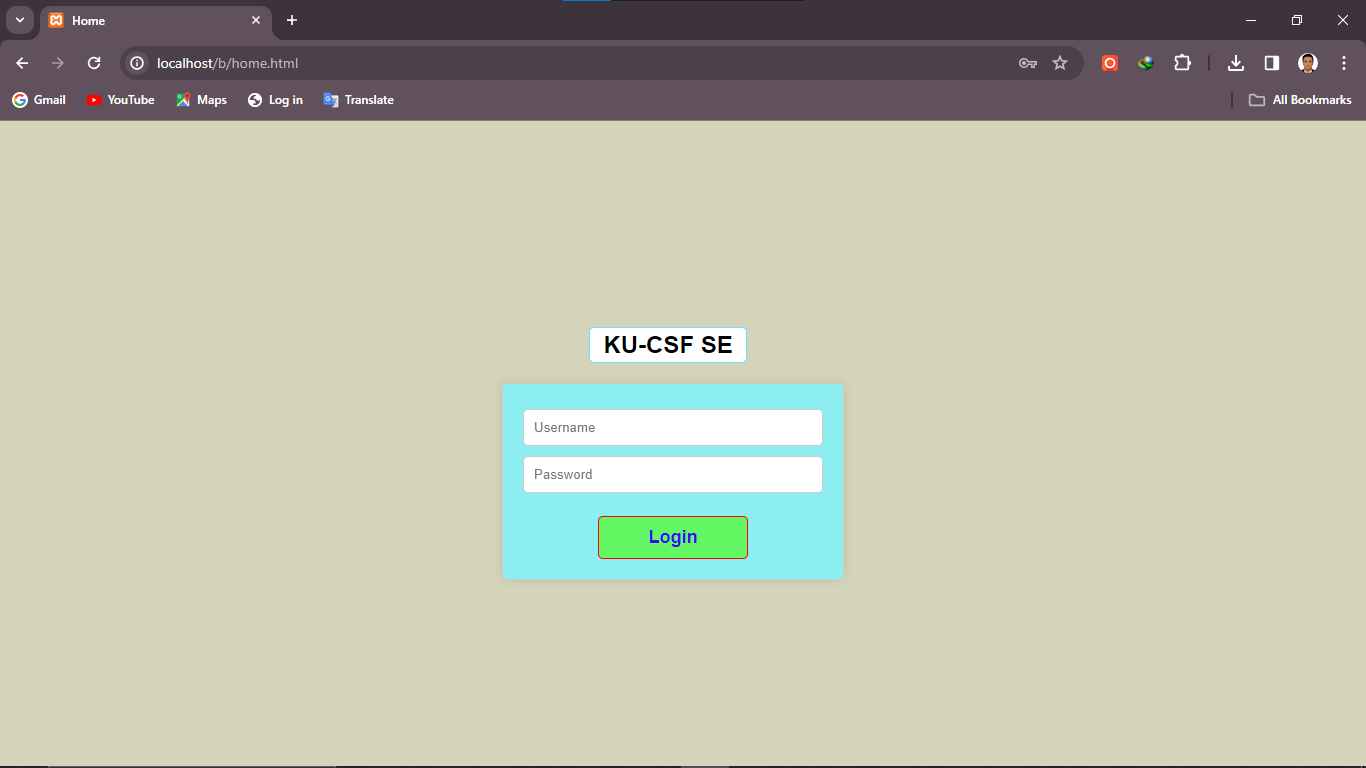 Home
localhost/b/home.html
Gmail YouTube Maps Log in Translate All Bookmarks
KU-CSF SE
Username
Password
Login